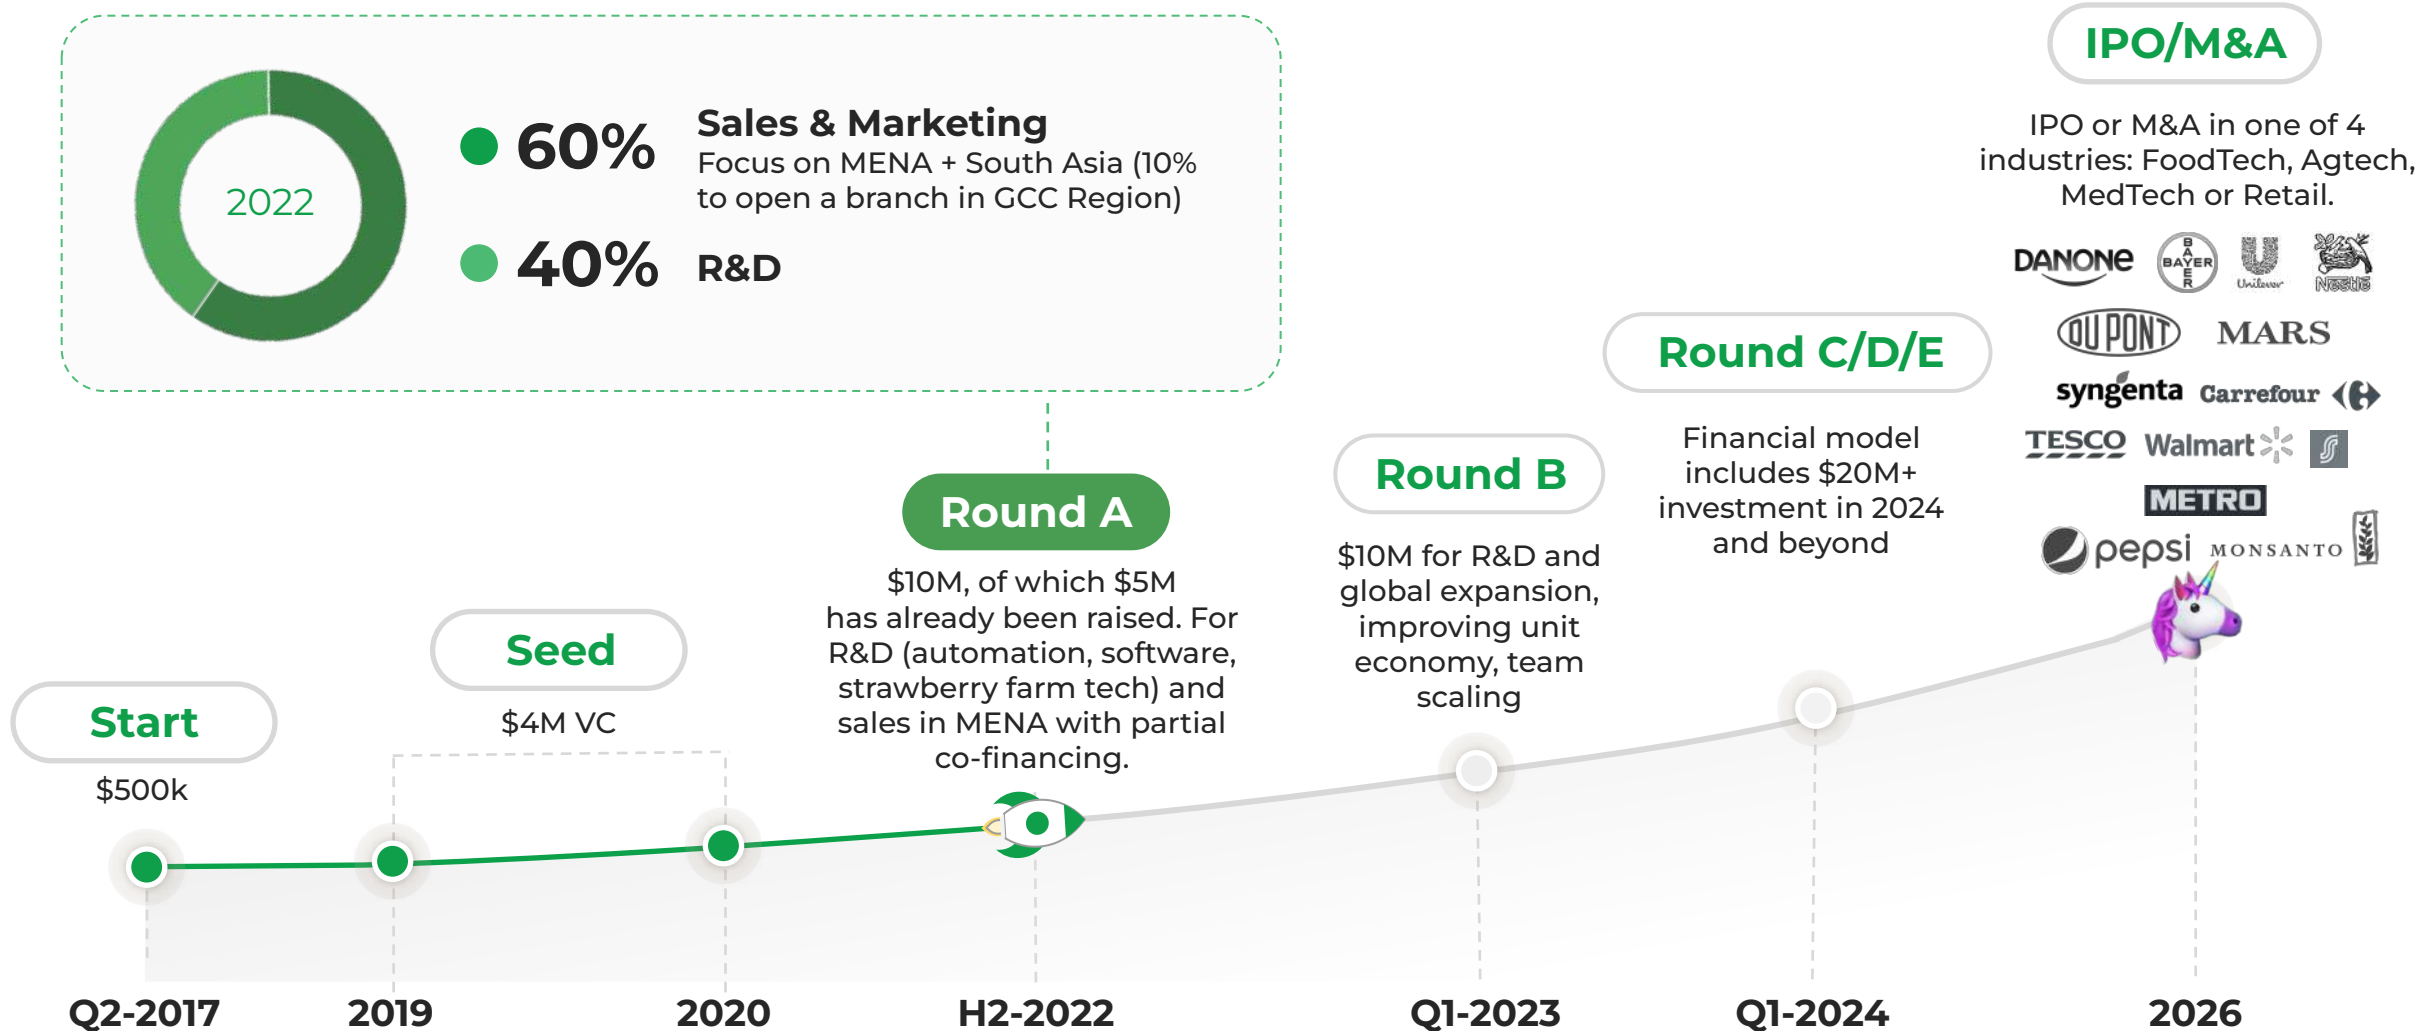 2022
60%
Sales & Marketing
Focus on MENA + South Asia (10%
to open a branch in GCC Region)
40%
R&D
Start
$500k
Seed
$4M VC
Round A
$10M, of which $5M
has already been raised. For
R&D (automation, software,
strawberry farm tech) and
sales in MENA with partial
co-financing.
Round B
$10M for R&D and
global expansion,
improving unit
economy, team
scaling
Round C/D/E
Financial model
includes $20M+
investment in 2024
and beyond
IPO/M&A
IPO or M&A in one of 4
industries: FoodTech, Agtech,
MedTech or Retail.
DANONE
BAYER
BAYER
Unilever
Nestlé
DU PONT
MARS
syngenta
Carrefour
TESCO
Walmart
S
METRO
pepsi
MONSANTO
Q2-2017
2019
2020
H2-2022
Q1-2023
Q1-2024
2026